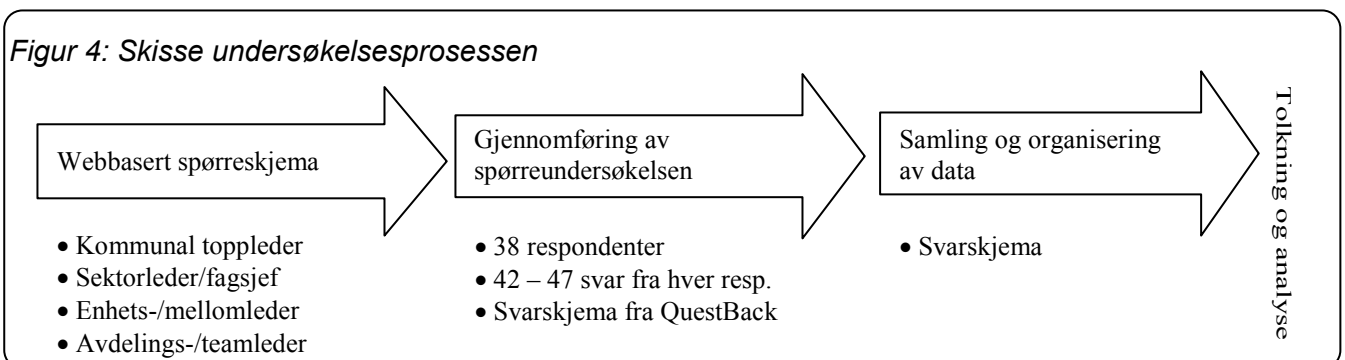 Figur 4: Skisse undersøkelsesprosessen
Webbasert spørreskjema
• Kommunal toppleder
• Sektorleder/fagsjef
• Enhets-/mellomleder
• Avdelings-/teamleder
Gjennomføring av
spørreundersøkelsen
• 38 respondenter
• 42 – 47 svar fra hver resp.
• Svarskjema fra QuestBack
Samling og organisering
av data
• Svarskjema
Tolkning og analyse